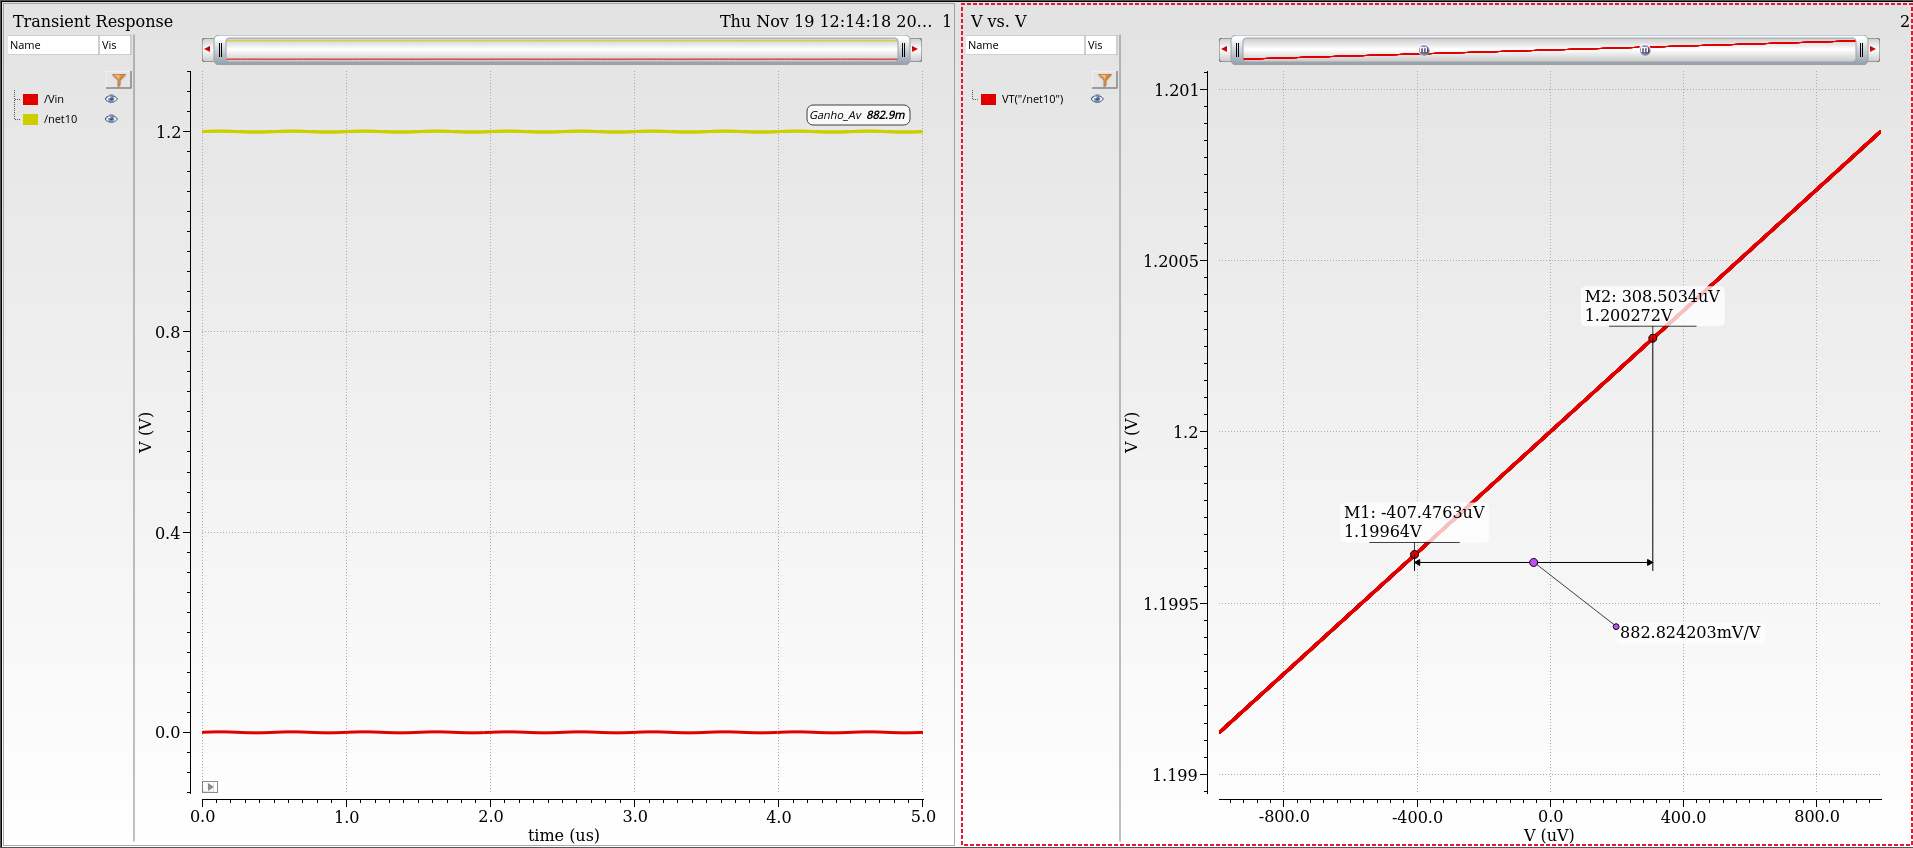 Transient Response
Thu Nov 19 12:14:18 20... 1
Name Vis
/Vin
/net10
Ganho_Av 882.9m
1.2
0.8
0.4
0.0
V (V)
0.0 1.0 2.0 3.0 4.0 5.0
time (us)
V vs. V
2
Name Vis
VT("/net10")
1.201
1.2005
1.2
1.1995
1.199
V (V)
M2: 308.5034uV
1.200272V
M1: -407.4763uV
1.19964V
882.824203mV/V
-800.0 -400.0 0.0 400.0 800.0
V (uV)